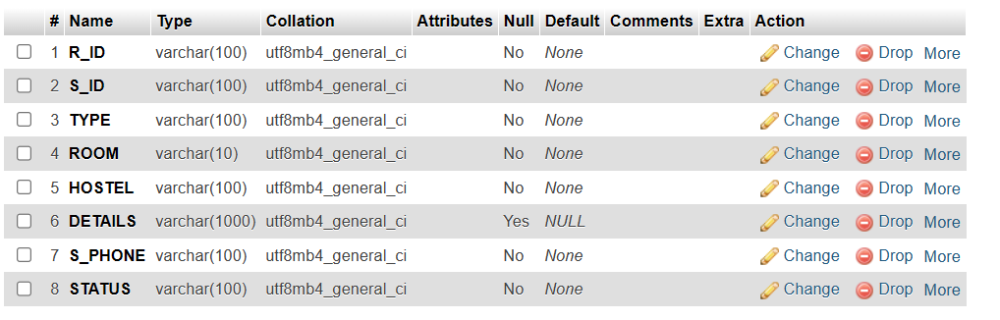 # Name Type Collation Attributes Null Default Comments Extra Action
1 R_ID varchar(100) utf8mb4_general_ci No None Change Drop More
2 S_ID varchar(100) utf8mb4_general_ci No None Change Drop More
3 TYPE varchar(100) utf8mb4_general_ci No None Change Drop More
4 ROOM varchar(10) utf8mb4_general_ci No None Change Drop More
5 HOSTEL varchar(100) utf8mb4_general_ci No None Change Drop More
6 DETAILS varchar(1000) utf8mb4_general_ci Yes NULL Change Drop More
7 S_PHONE varchar(100) utf8mb4_general_ci No None Change Drop More
8 STATUS varchar(100) utf8mb4_general_ci No None Change Drop More